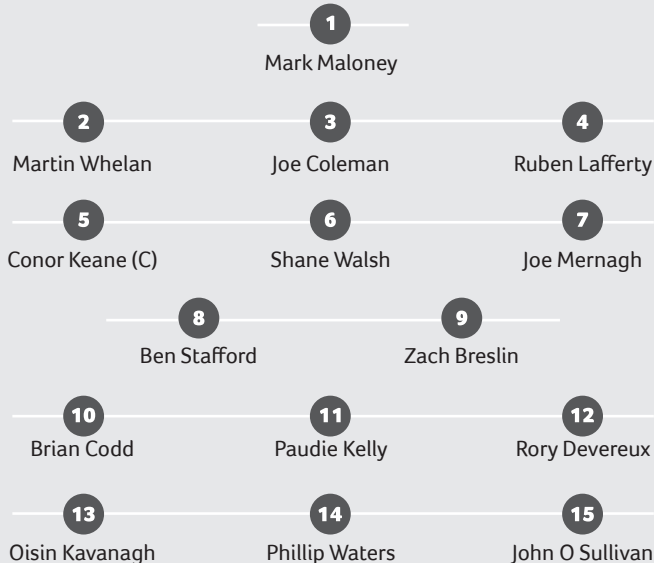 1
Mark Maloney
2 3 4
Martin Whelan Joe Coleman Ruben Lafferty
5 6 7
Conor Keane (C) Shane Walsh Joe Mernagh
8 9
Ben Stafford Zach Breslin
10 11 12
Brian Codd Paudie Kelly Rory Devereux
13 14 15
Oisin Kavanagh Phillip Waters John O Sullivan